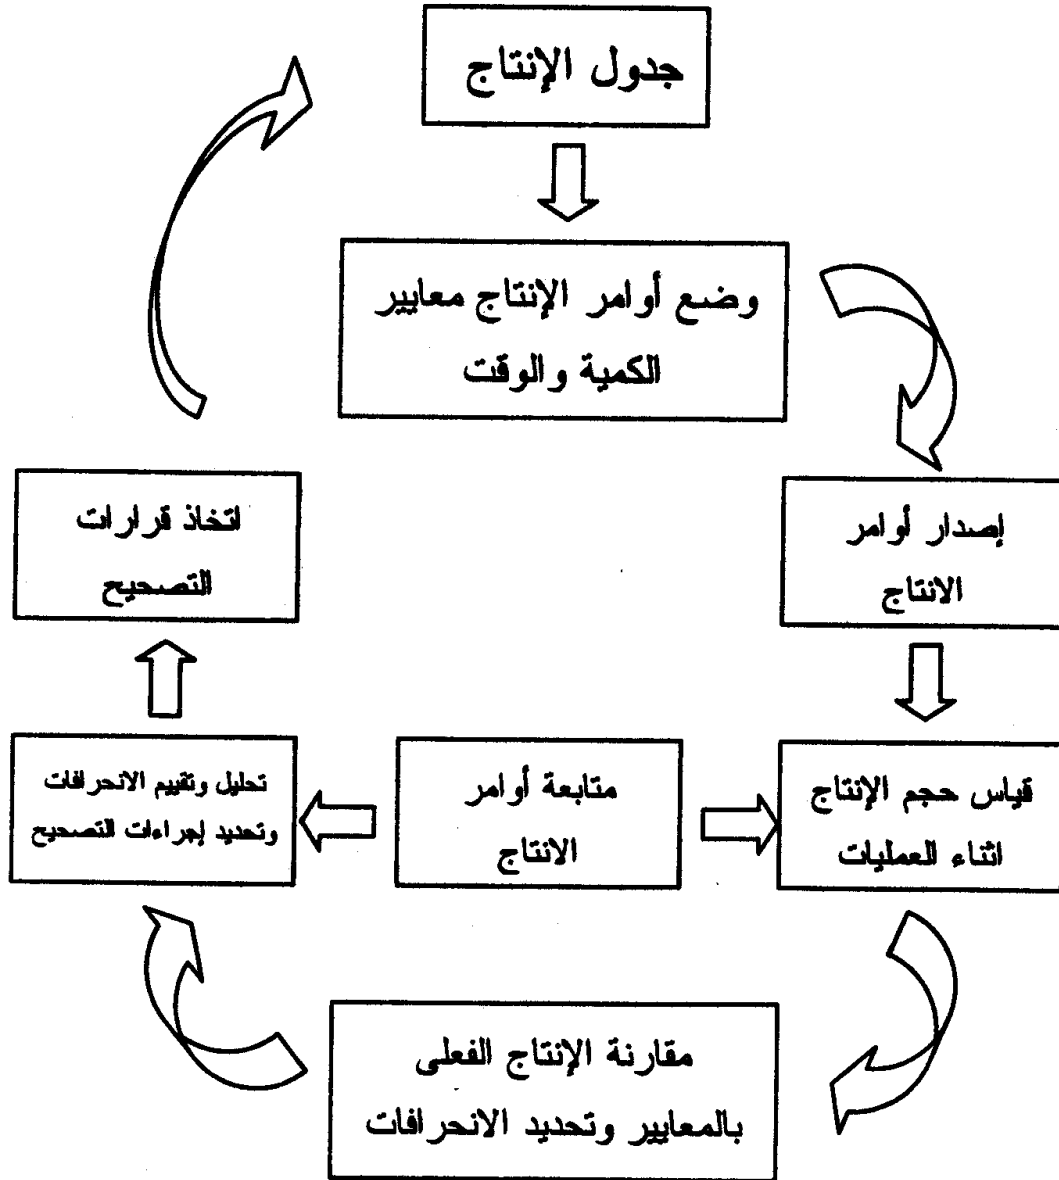 جدول الإنتاج
وضع أوامر الإنتاج معايير
الكمية والوقت
إصدار أوامر
الانتاج
اتخاذ قرارات
التصحيح
قياس حجم الإنتاج
اثناء العمليات
متابعة أوامر
الانتاج
تحليل وتقييم الانحرافات
وتحديد إجراءات التصحيح
مقارنة الإنتاج الفعلى
بالمعايير وتحديد الانحرافات